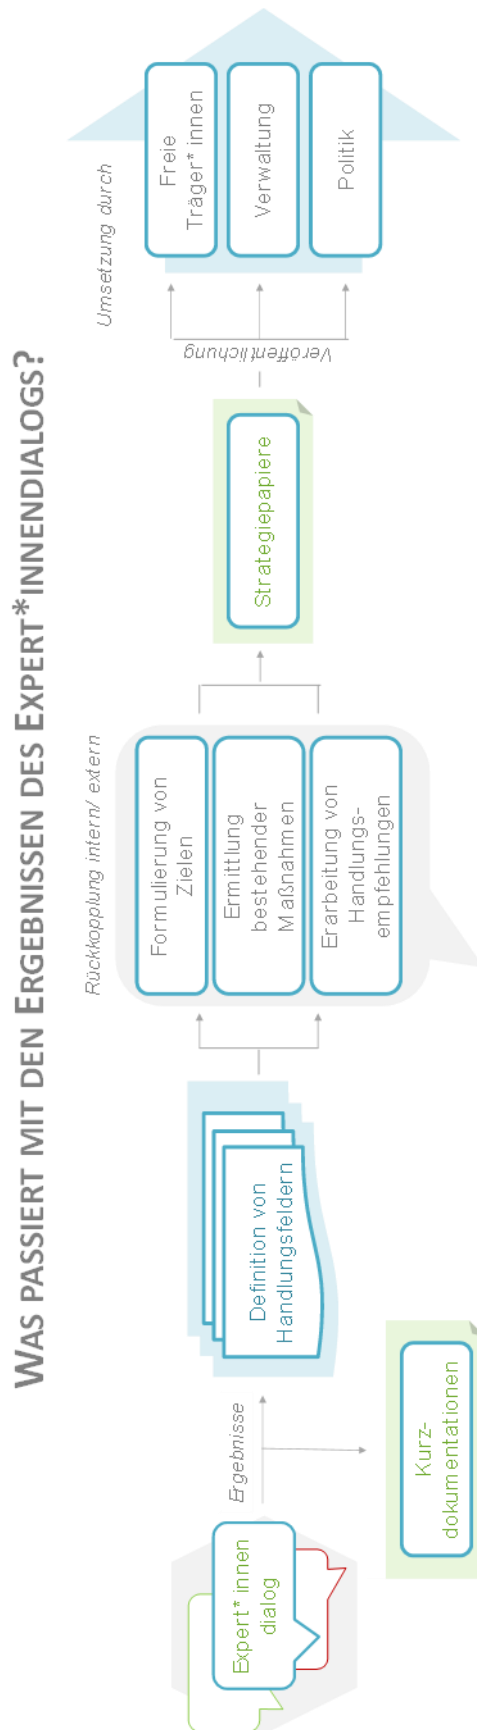 WAS PASSIERT MIT DEN ERGEBNISSEN DES EXPERT*INNENDIALOGS?
Expert*innen
dialog
Ergebnisse
Kurz-
dokumentationen
Definition von
Handlungsfeldern
Rückkopplung intern/ extern
Formulierung von
Zielen
Ermittlung
bestehender
Maßnahmen
Erarbeitung von
Handlungs-
empfehlungen
Strategiepapiere
Veröffentlichung
Umsetzung durch
Freie
Träger*innen
Verwaltung
Politik